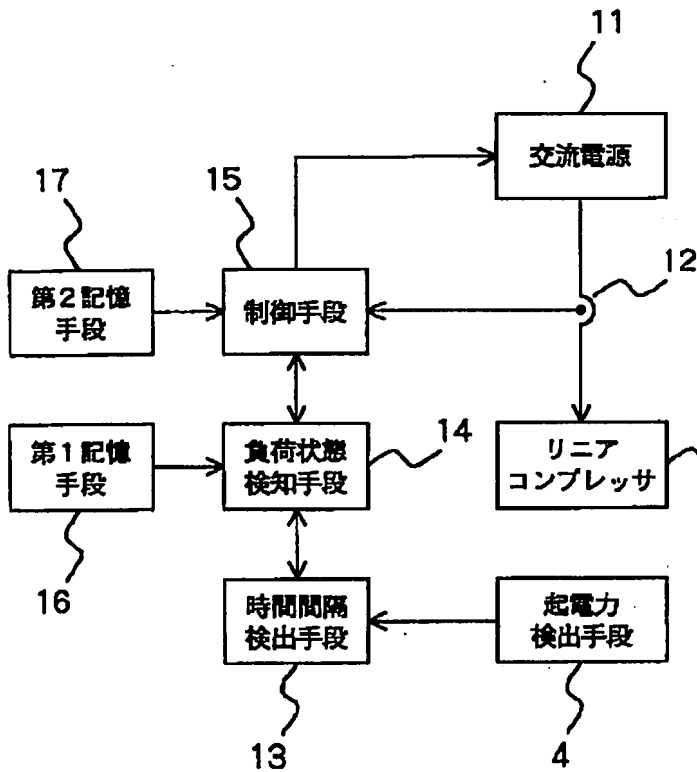 11
交流電源
17
15
12
第2記憶
手段
制御手段
第1記憶
手段
負荷状態
検知手段
14
リニア
コンプレッサ
16
時間間隔
検出手段
起電力
検出手段
13
4